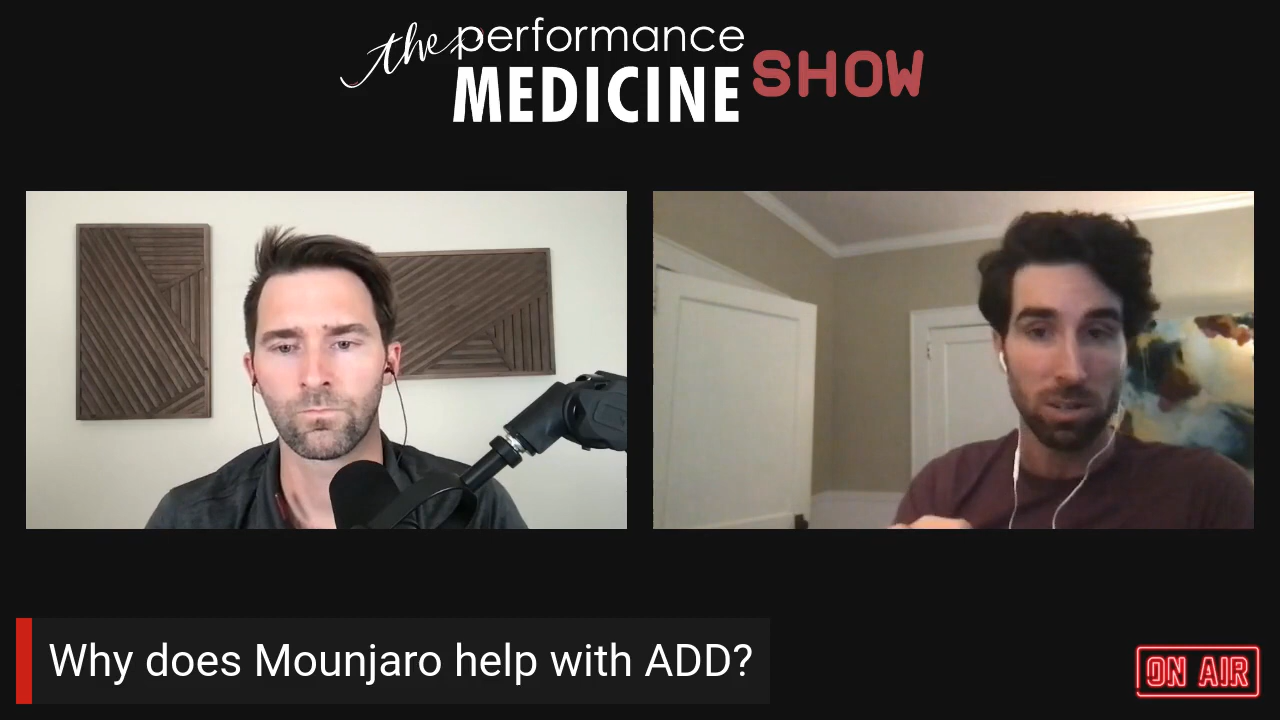 the performance
MEDICINE SHOW
Why does Mounjaro help with ADD?
ON AIR